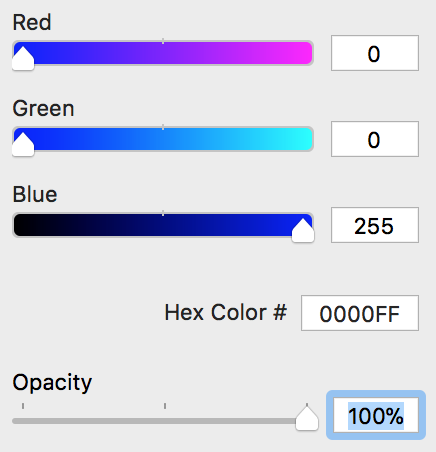 Red
0
Green
0
Blue
255
Hex Color # 0000FF
Opacity
100%